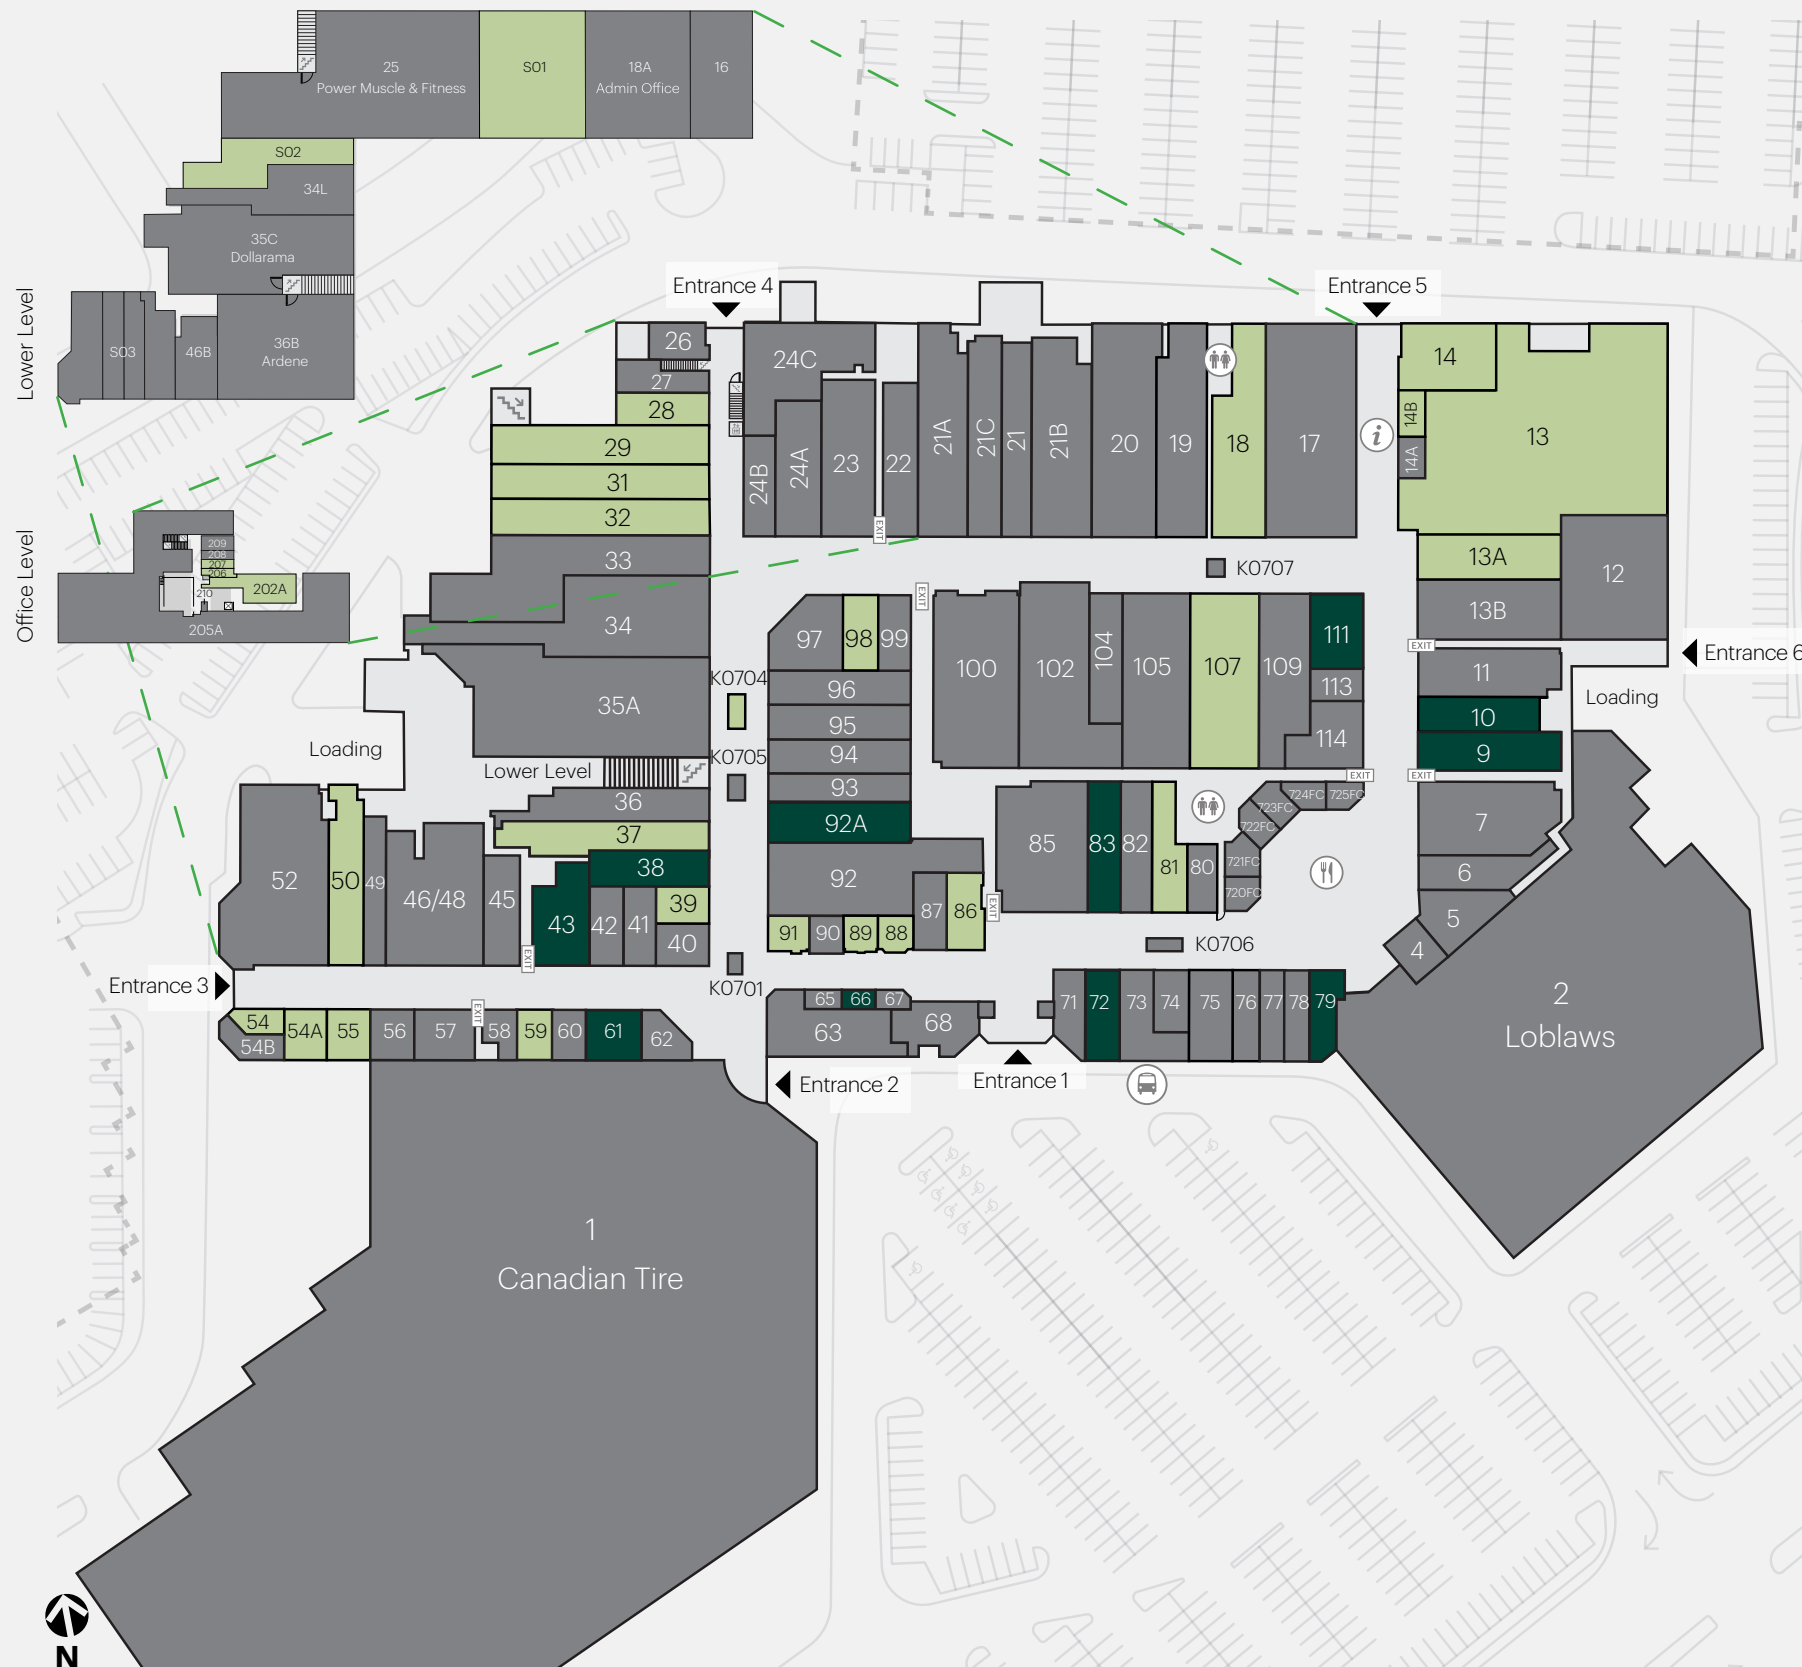 25
Power Muscle & Fitness
S01
18A
Admin Office
16
S02
34L
35C
Dollarama
Lower Level
S03
46B
36B
Ardene
Office Level
209
208
207
206
210
202A
205A
Entrance 4
Entrance 5
26
27
28
29
31
32
33
34
35A
24C
24B
24A
23
22
EXIT
21A
21C
21
21B
20
19
18
17
i
14
14B
14A
13
13A
13B
12
K0707
EXIT
EXIT
Entrance 6
11
10
9
Loading
EXIT
EXIT
97
98
99
96
95
94
93
92A
92
91
90
89
88
87
86
EXIT
100
102
104
105
107
109
111
113
114
K0704
K0705
Loading
Lower Level
36
37
38
39
40
41
42
43
EXIT
45
46/48
49
50
52
85
83
82
81
80
720FC
721FC
722FC
723FC
724FC
725FC
7
6
5
4
2
Loblaws
K0706
K0701
Entrance 3
54
54B
54A
55
56
57
EXIT
58
59
60
61
62
65
66
67
63
68
71
72
73
74
75
76
77
78
79
Entrance 2
Entrance 1
1
Canadian Tire
N